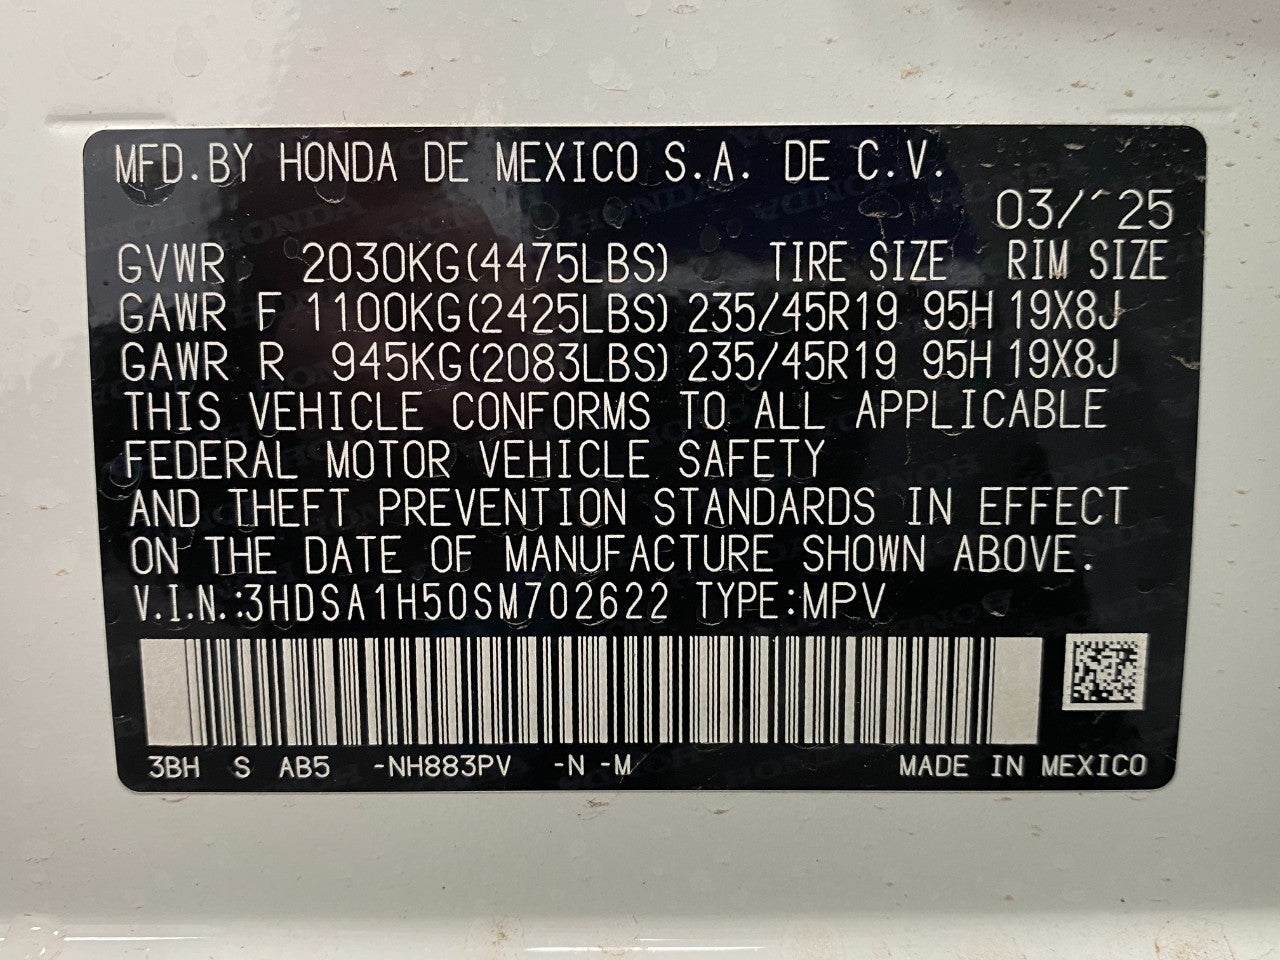 MFD.BY HONDA DE MEXICO S.A. DE C.V.
03/´25
GVWR 2030KG(4475LBS) TIRE SIZE RIM SIZE
GAWR F 1100KG(2425LBS) 235/45R19 95H 19X8J
GAWR R 945KG(2083LBS) 235/45R19 95H 19X8J
THIS VEHICLE CONFORMS TO ALL APPLICABLE
FEDERAL MOTOR VEHICLE SAFETY
AND THEFT PREVENTION STANDARDS IN EFFECT
ON THE DATE OF MANUFACTURE SHOWN ABOVE.
V.I.N.:3HDSA1H50SM702622 TYPE:MPV
3BH S AB5 -NH883PV -N -M MADE IN MEXICO